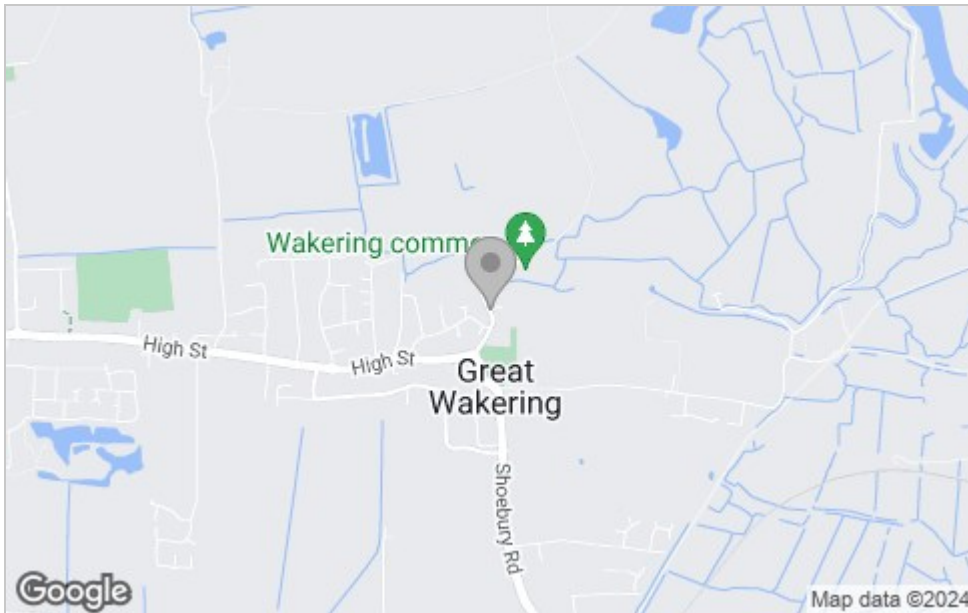 Wakering comm
High St
High St
Great
Wakering
Shoebury Rd
Google
Map data ©2024